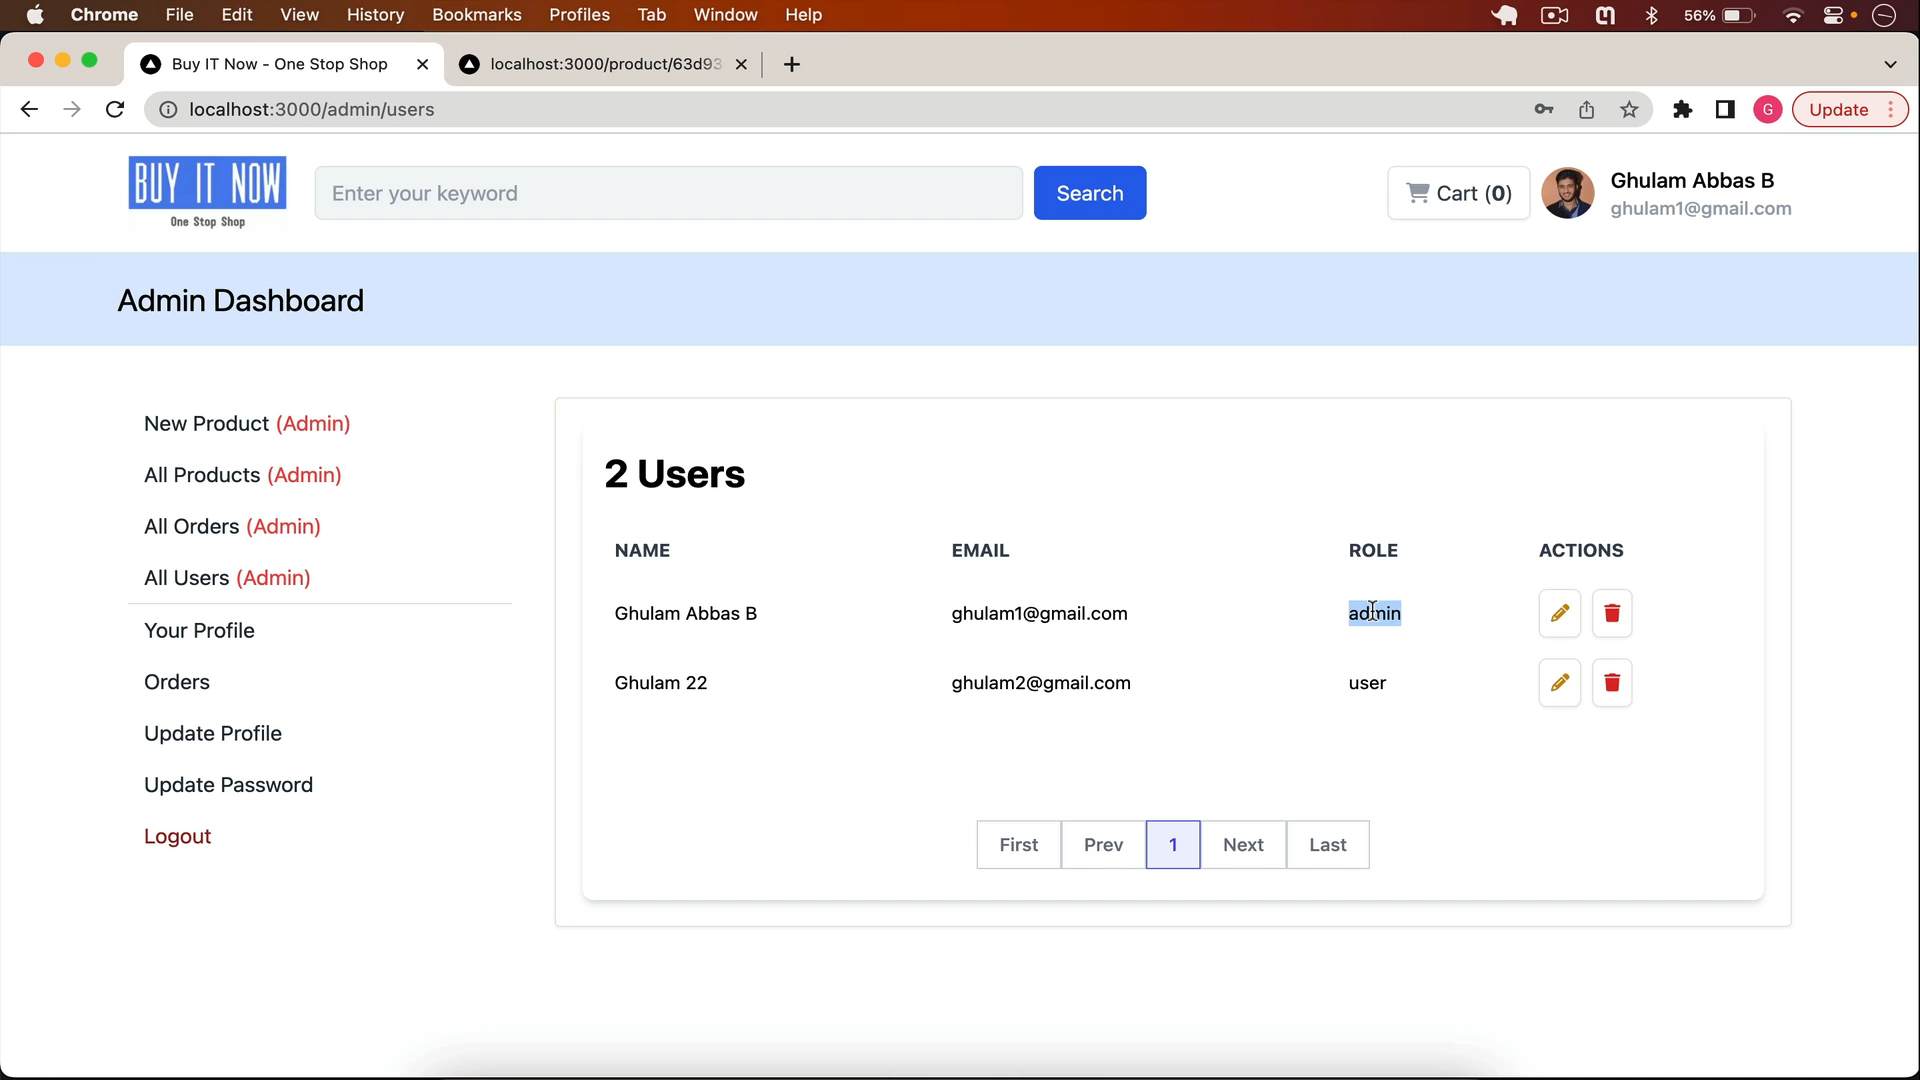 Chrome File Edit View History Bookmarks Profiles Tab Window Help 56%
Buy IT Now - One Stop Shop localhost:3000/product/63d93
localhost:3000/admin/users G Update
BUY IT NOW
One Stop Shop
Enter your keyword
Search
Cart (0)
Ghulam Abbas B
ghulam1@gmail.com
Admin Dashboard
New Product (Admin)
All Products (Admin)
All Orders (Admin)
All Users (Admin)
Your Profile
Orders
Update Profile
Update Password
Logout
2 Users
NAME EMAIL ROLE ACTIONS
Ghulam Abbas B ghulam1@gmail.com admin
Ghulam 22 ghulam2@gmail.com user
First Prev 1 Next Last